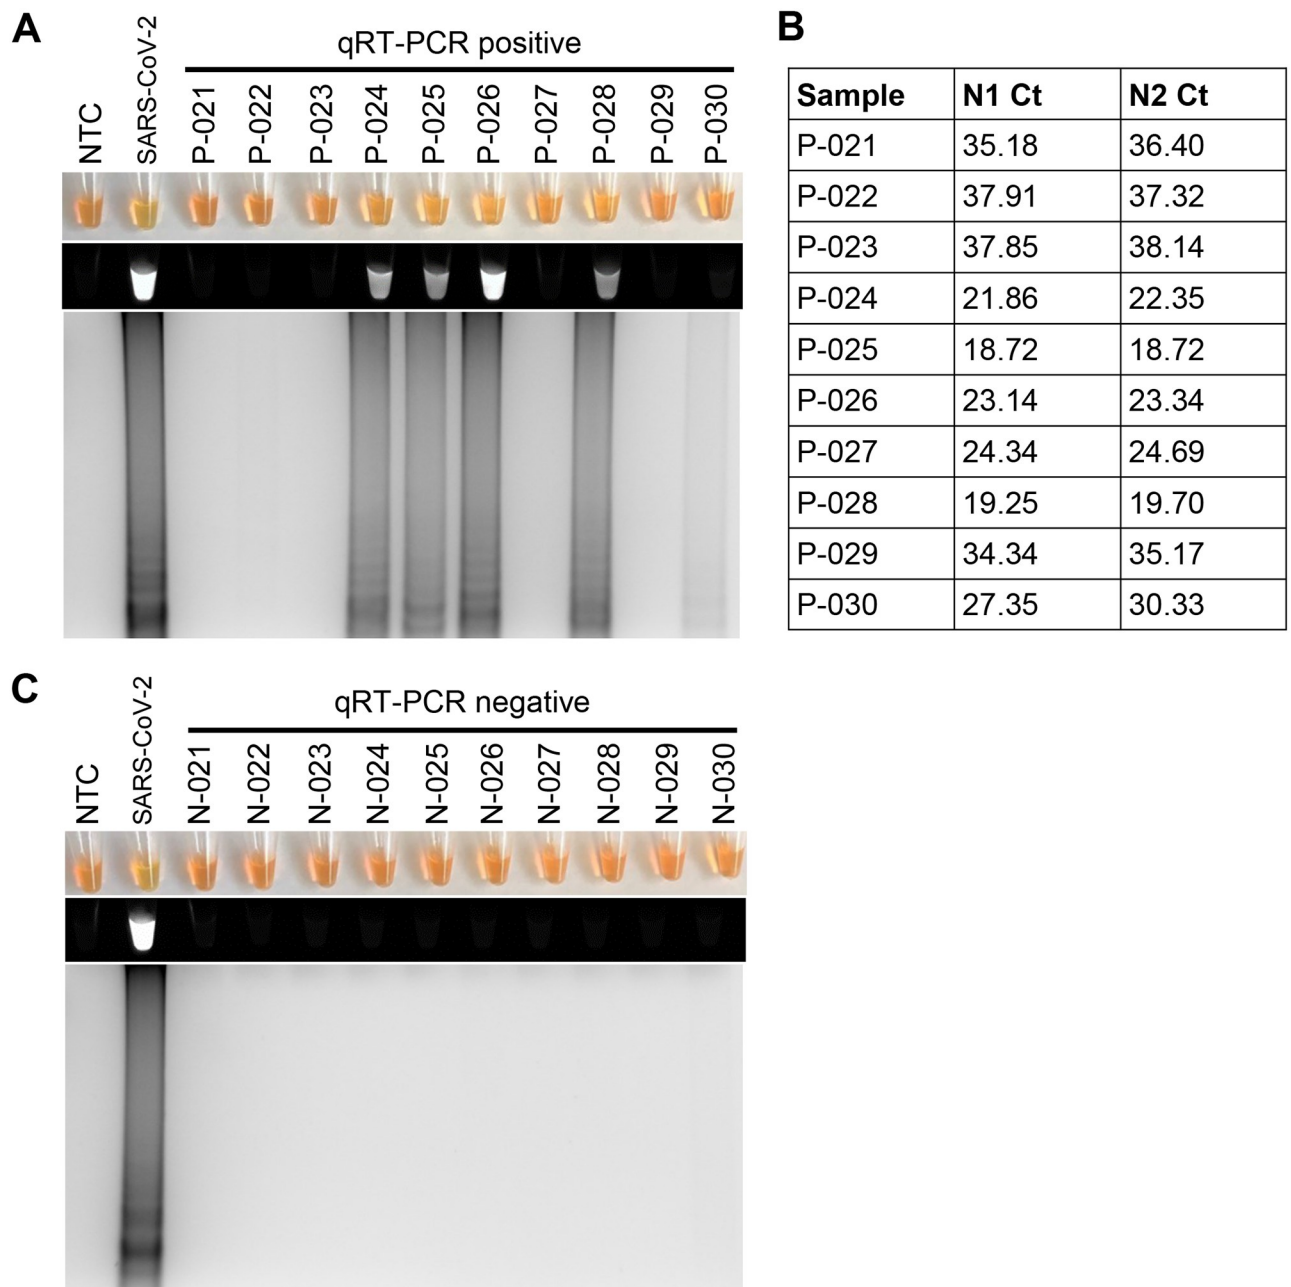 A
qRT-PCR positive
NTC
SARS-CoV-2
P-021
P-022
P-023
P-024
P-025
P-026
P-027
P-028
P-029
P-030
B
Sample N1 Ct N2 Ct
P-021 35.18 36.40
P-022 37.91 37.32
P-023 37.85 38.14
P-024 21.86 22.35
P-025 18.72 18.72
P-026 23.14 23.34
P-027 24.34 24.69
P-028 19.25 19.70
P-029 34.34 35.17
P-030 27.35 30.33
C
qRT-PCR negative
NTC
SARS-CoV-2
N-021
N-022
N-023
N-024
N-025
N-026
N-027
N-028
N-029
N-030